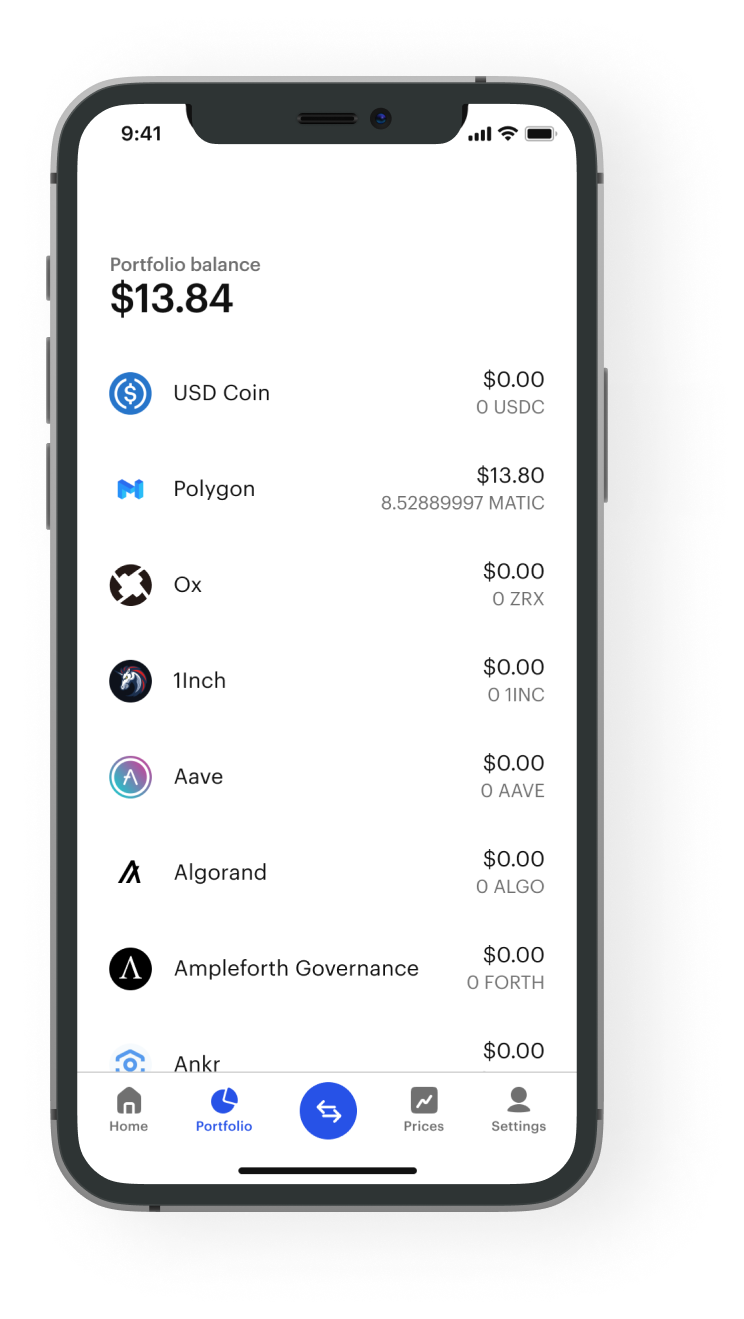 9:41
Portfolio balance
$13.84
USD Coin
$0.00
0 USDC
Polygon
$13.80
8.52889997 MATIC
Ox
$0.00
0 ZRX
1Inch
$0.00
0 1INC
Aave
$0.00
0 AAVE
Algorand
$0.00
0 ALGO
Ampleforth Governance
$0.00
0 FORTH
Ankr
$0.00
Home
Portfolio
Prices
Settings